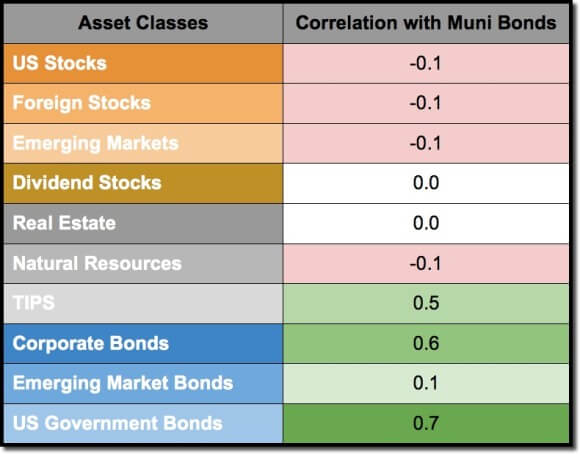 Asset Classes Correlation with Muni Bonds
US Stocks -0.1
Foreign Stocks -0.1
Emerging Markets -0.1
Dividend Stocks 0.0
Real Estate 0.0
Natural Resources -0.1
TIPS 0.5
Corporate Bonds 0.6
Emerging Market Bonds 0.1
US Government Bonds 0.7